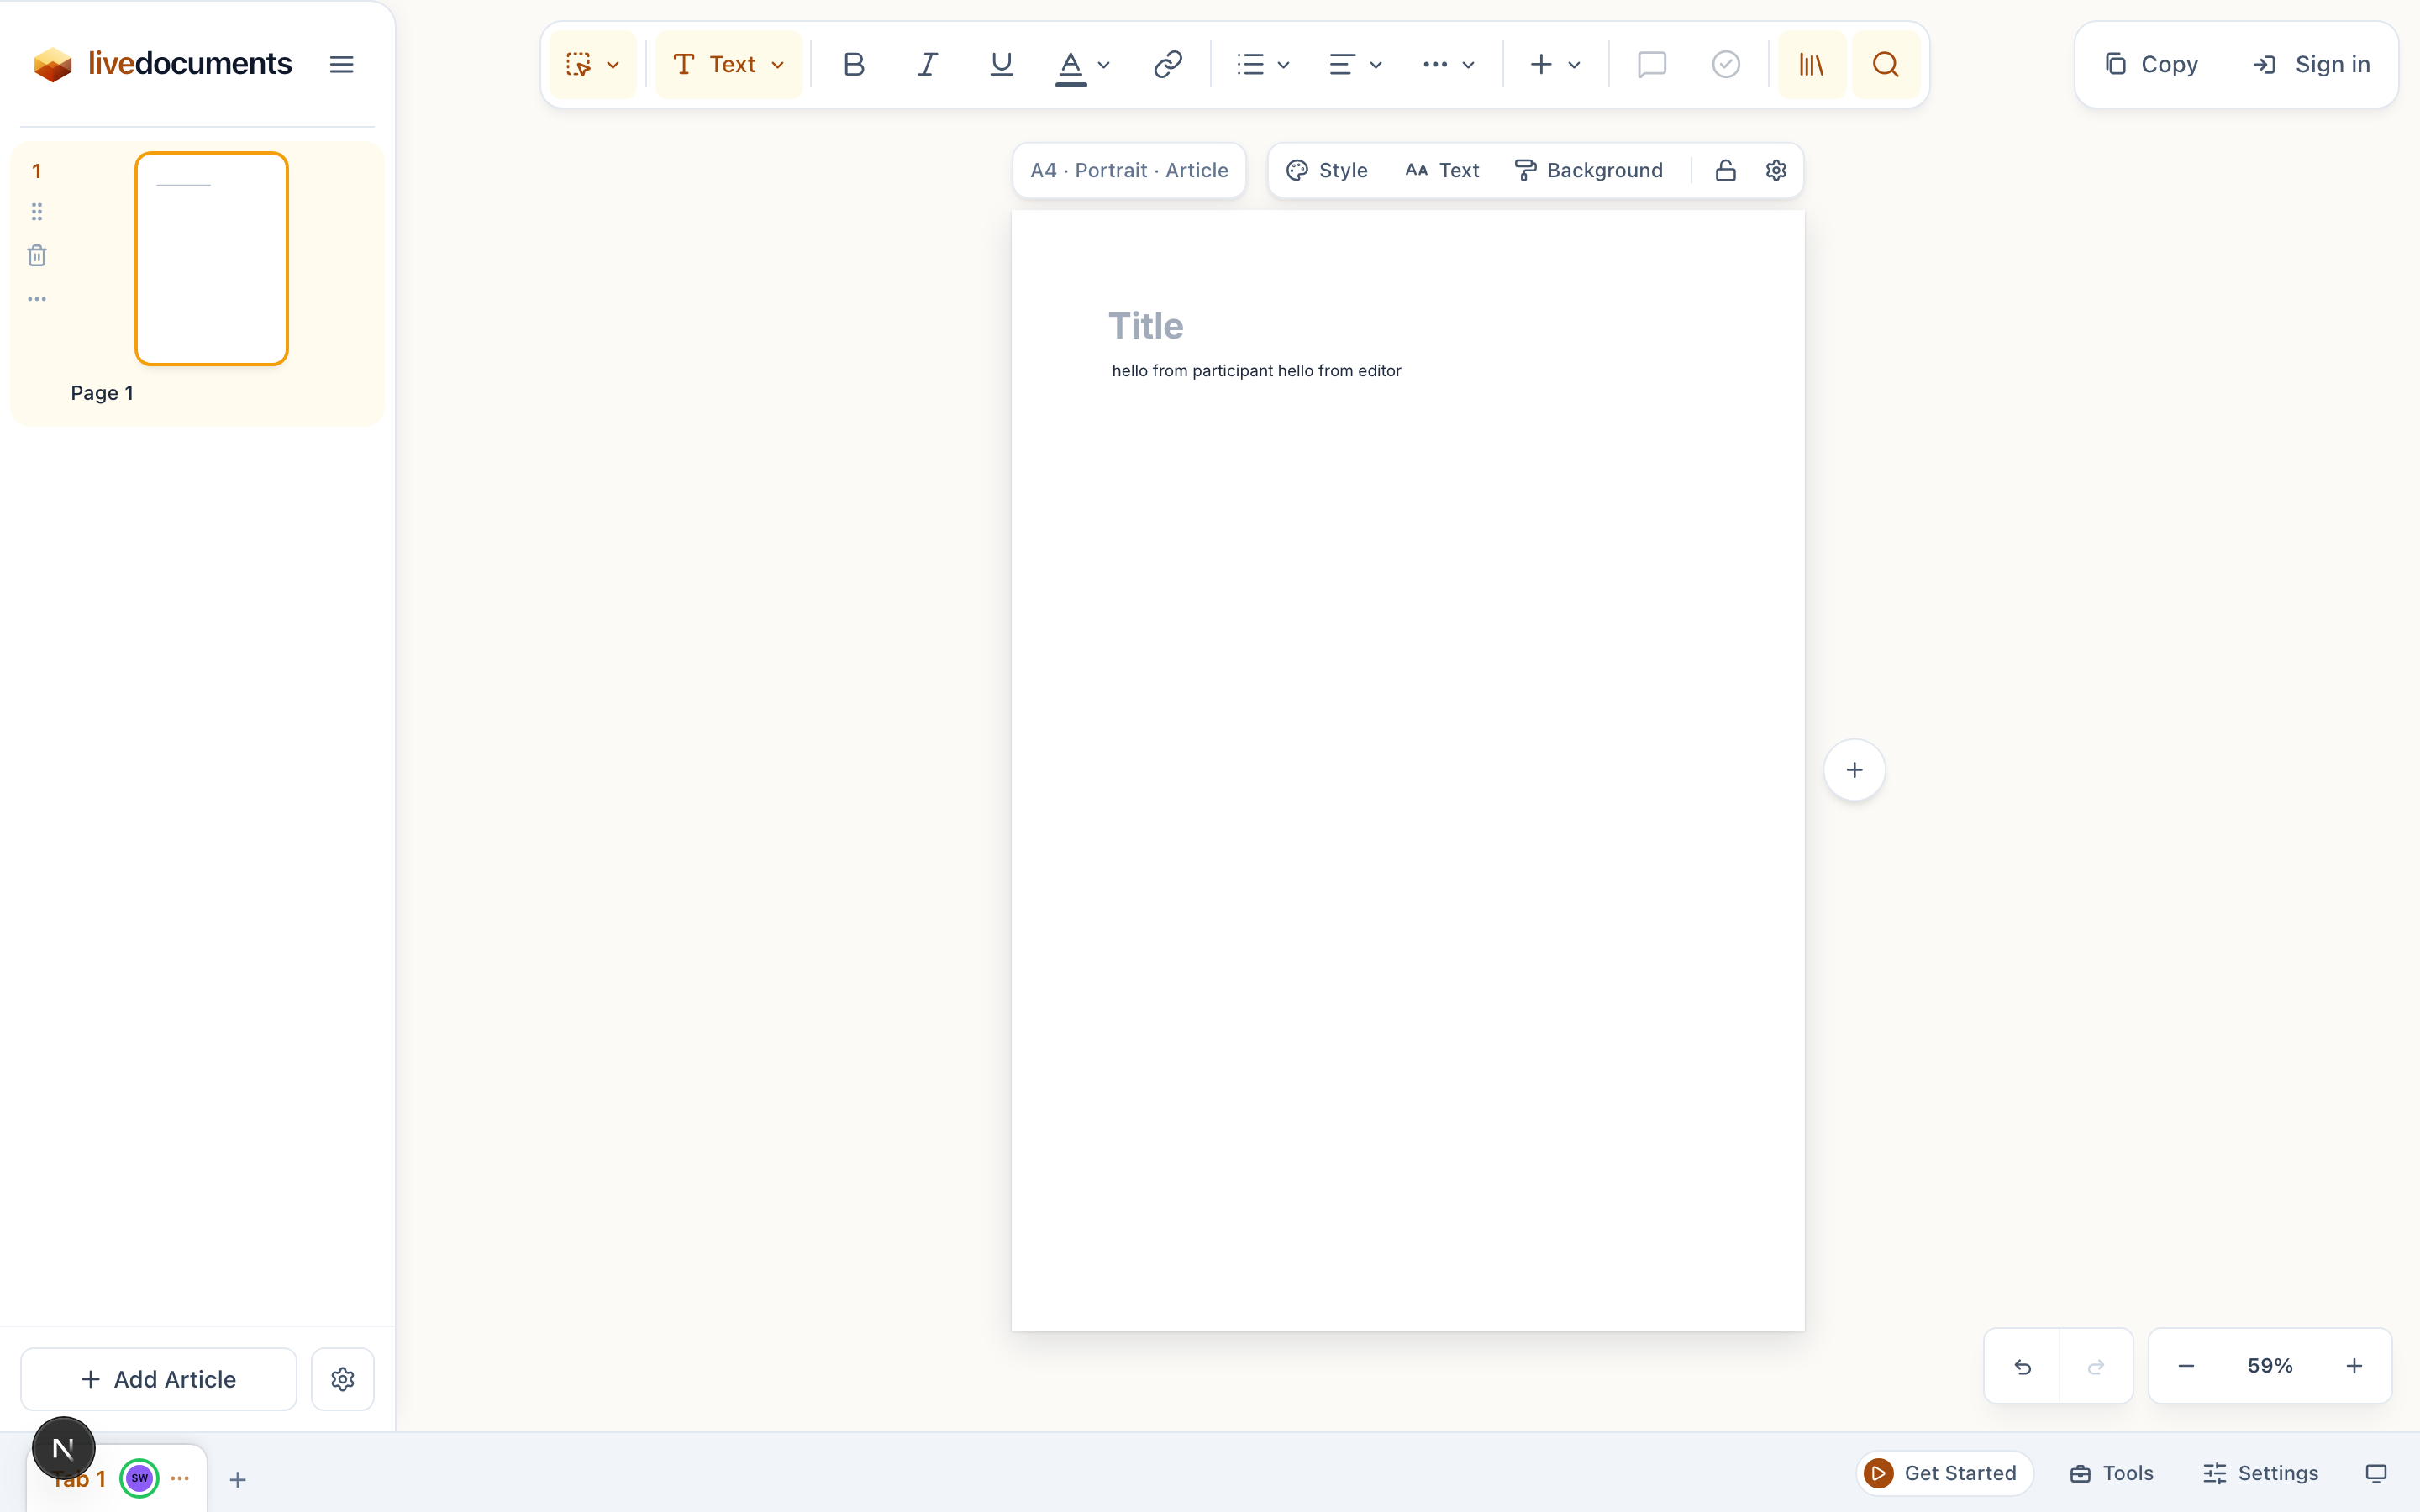 livedocuments
Text
Copy
Sign in
1
Page 1
A4 · Portrait · Article
Style
Text
Background
Title
hello from participant hello from editor
Add Article
59%
N
Tab 1
SW
Get Started
Tools
Settings